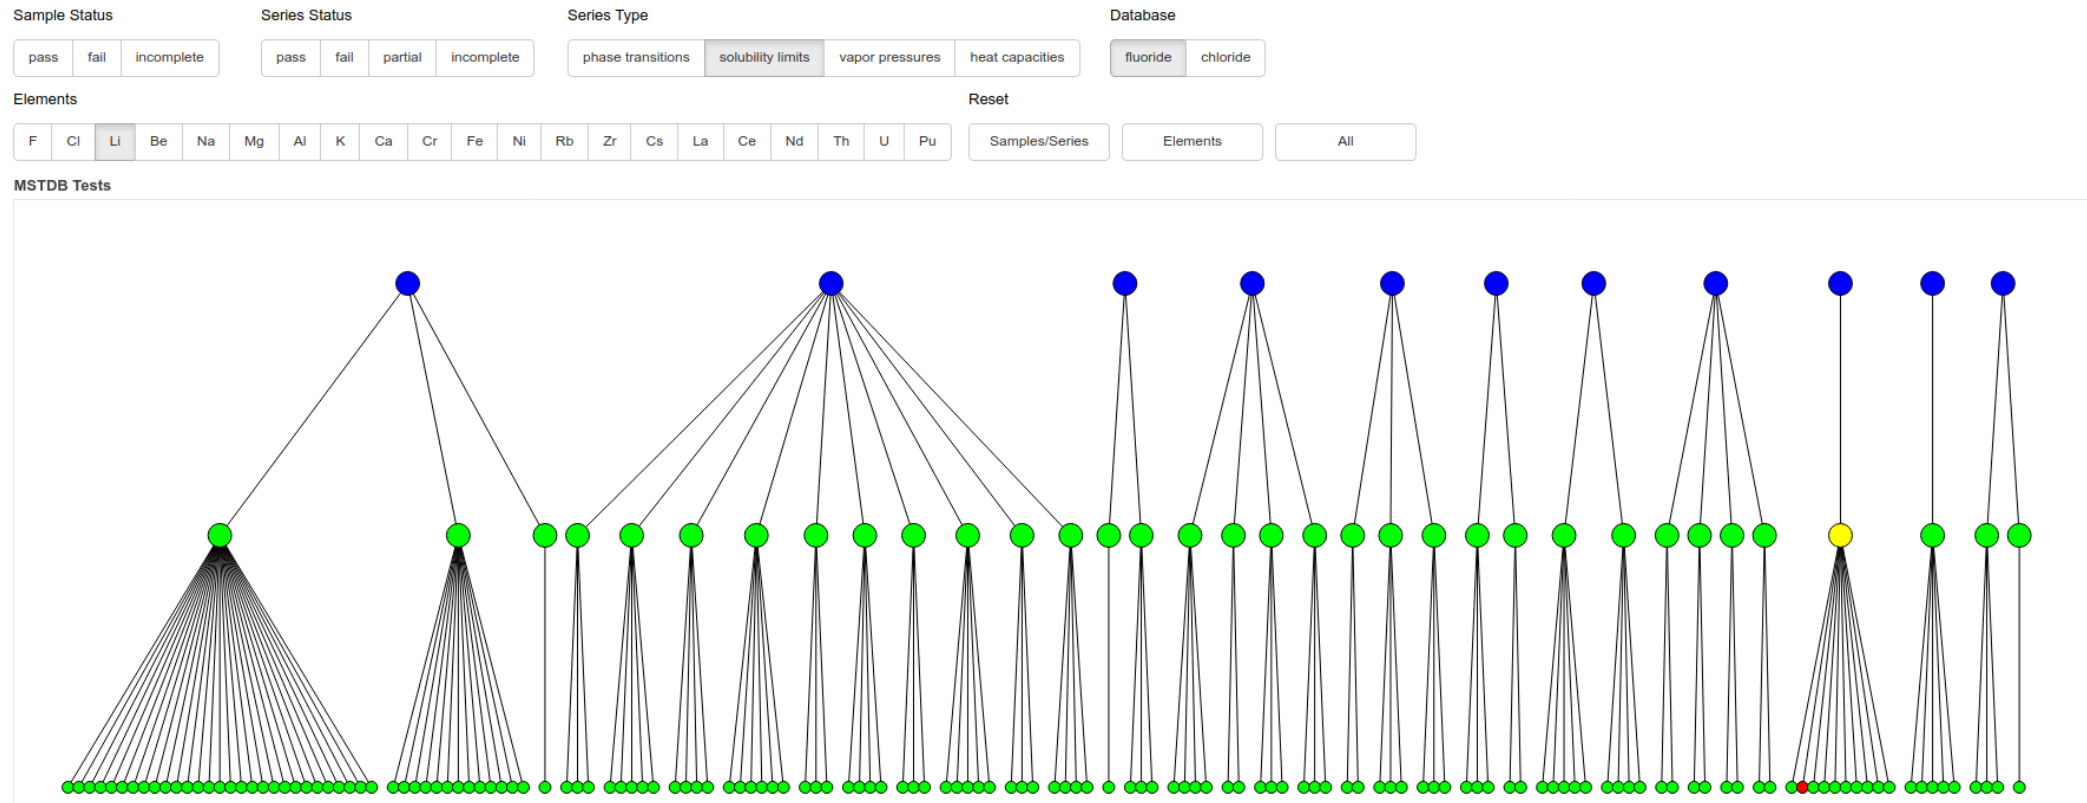 Sample Status Series Status Series Type Database
pass fail incomplete pass fail partial incomplete phase transitions solubility limits vapor pressures heat capacities fluoride chloride
Elements Reset
F Cl Li Be Na Mg Al K Ca Cr Fe Ni Rb Zr Cs La Ce Nd Th U Pu Samples/Series Elements All
MSTDB Tests